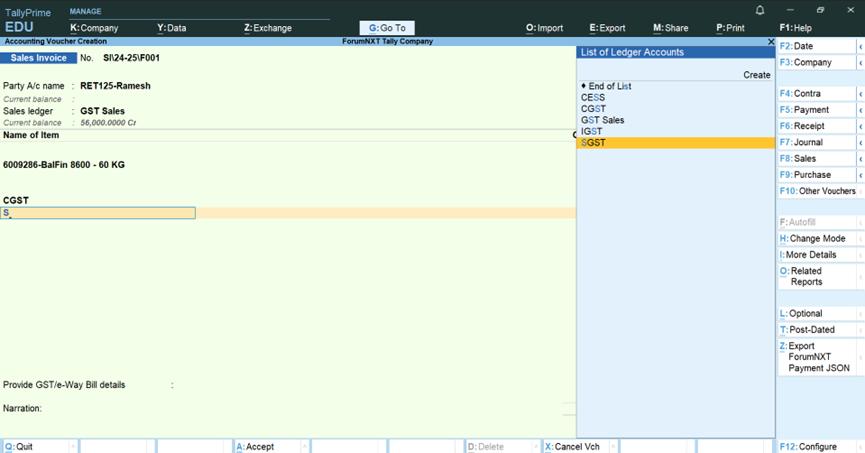 TallyPrime
EDU
MANAGE
K:Company
Y:Data
Z:Exchange
G:Go To
O:Import
E:Export
M:Share
P:Print
F1:Help
Accounting Voucher Creation
ForumNXT Tally Company
Sales Invoice No. SI\24-25\F001
Party A/c name : RET125-Ramesh
Current balance :
Sales ledger : GST Sales
Current balance : 56,000.0000 Cr
Name of Item
6009286-BalFin 8600 - 60 KG
CGST
S
Provide GST/e-Way Bill details :
Narration:
List of Ledger Accounts
Create
♦ End of List
CESS
CGST
GST Sales
IGST
SGST
F2:Date
F3:Company
F4:Contra
F5:Payment
F6:Receipt
F7:Journal
F8:Sales
F9:Purchase
F10:Other Vouchers
F:Autofill
H:Change Mode
I:More Details
O:Related
Reports
L:Optional
T:Post-Dated
Z:Export
ForumNXT
Payment JSON
Q:Quit
A:Accept
D:Delete
X:Cancel Vch
F12:Configure